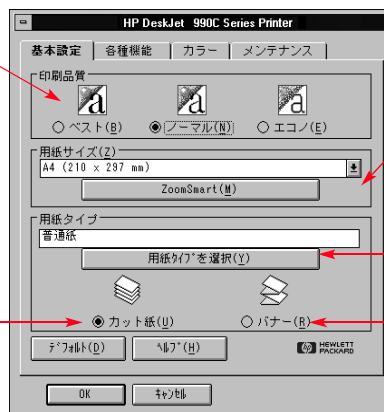 HP DeskJet 990C Series Printer
基本設定 各種機能 カラー メンテナンス
印刷品質
a a a
ベスト(B) ノーマル(N) エコノ(E)
用紙サイズ(Z)
A4 (210 × 297 mm)
ZoomSmart(M)
用紙タイプ
普通紙
用紙ﾀｲﾌﾟを選択(Y)
カット紙(U) バナー(R)
ﾃﾞﾌｫﾙﾄ(D) ﾍﾙﾌﾟ(H) hp HEWLETT PACKARD
OK ｷｬﾝｾﾙ